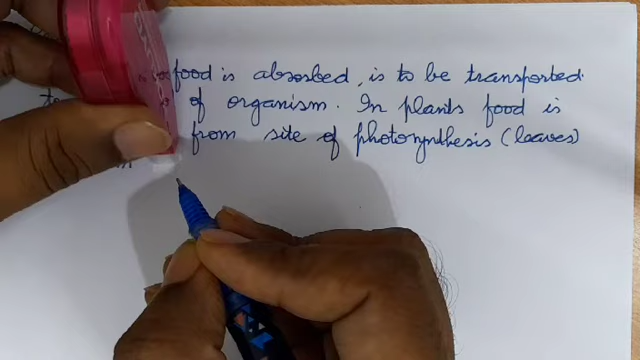 food is absorbed, is to be transported.
of organism. In plants food is
from site of photosynthesis (leaves)